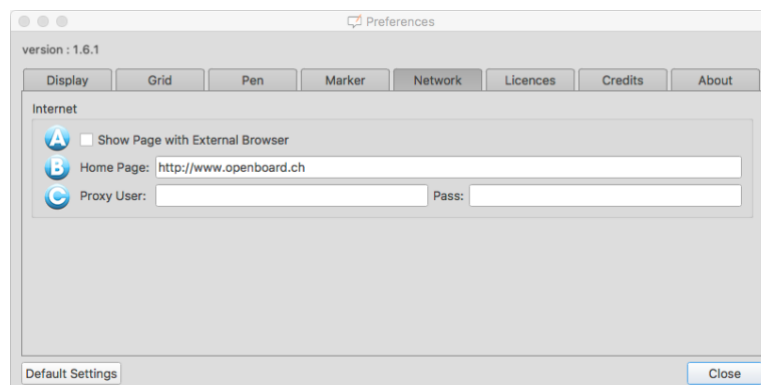 Preferences
version : 1.6.1
Display Grid Pen Marker Network Licences Credits About
Internet
A Show Page with External Browser
B Home Page: http://www.openboard.ch
C Proxy User: Pass:
Default Settings Close